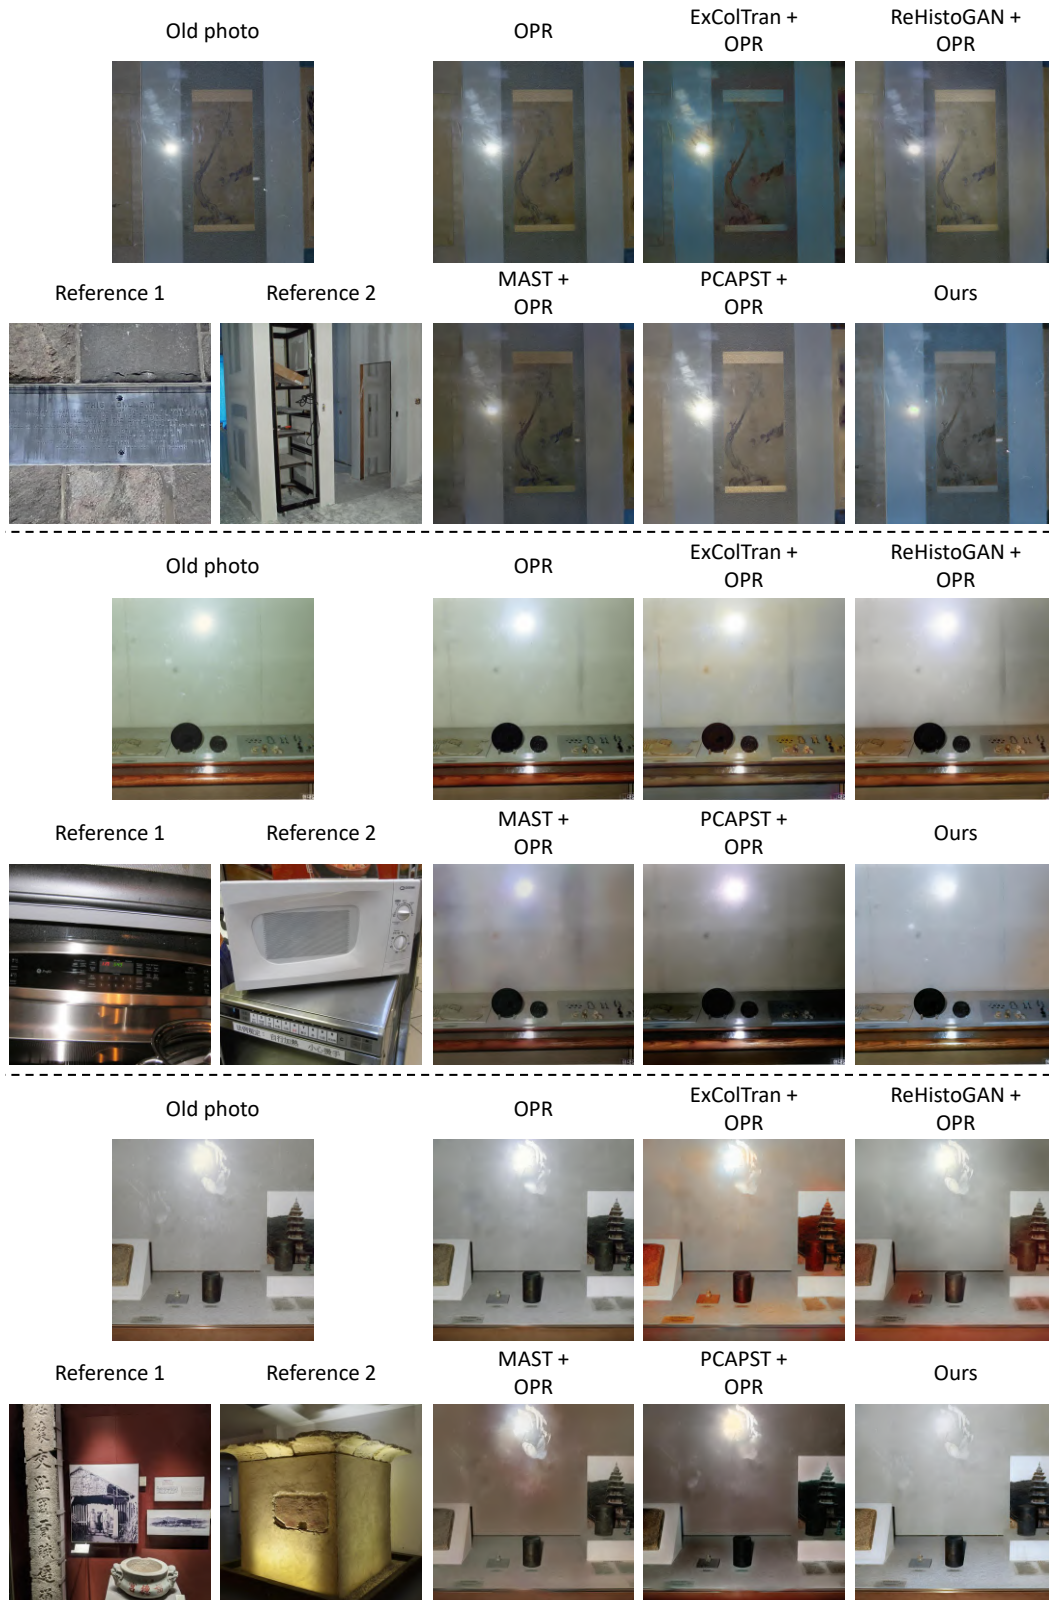 Old photo
OPR
ExColTran +
OPR
ReHistoGAN +
OPR
Reference 1
Reference 2
MAST +
OPR
PCAPST +
OPR
Ours
Old photo
OPR
ExColTran +
OPR
ReHistoGAN +
OPR
Reference 1
Reference 2
MAST +
OPR
PCAPST +
OPR
Ours
Old photo
OPR
ExColTran +
OPR
ReHistoGAN +
OPR
Reference 1
Reference 2
MAST +
OPR
PCAPST +
OPR
Ours